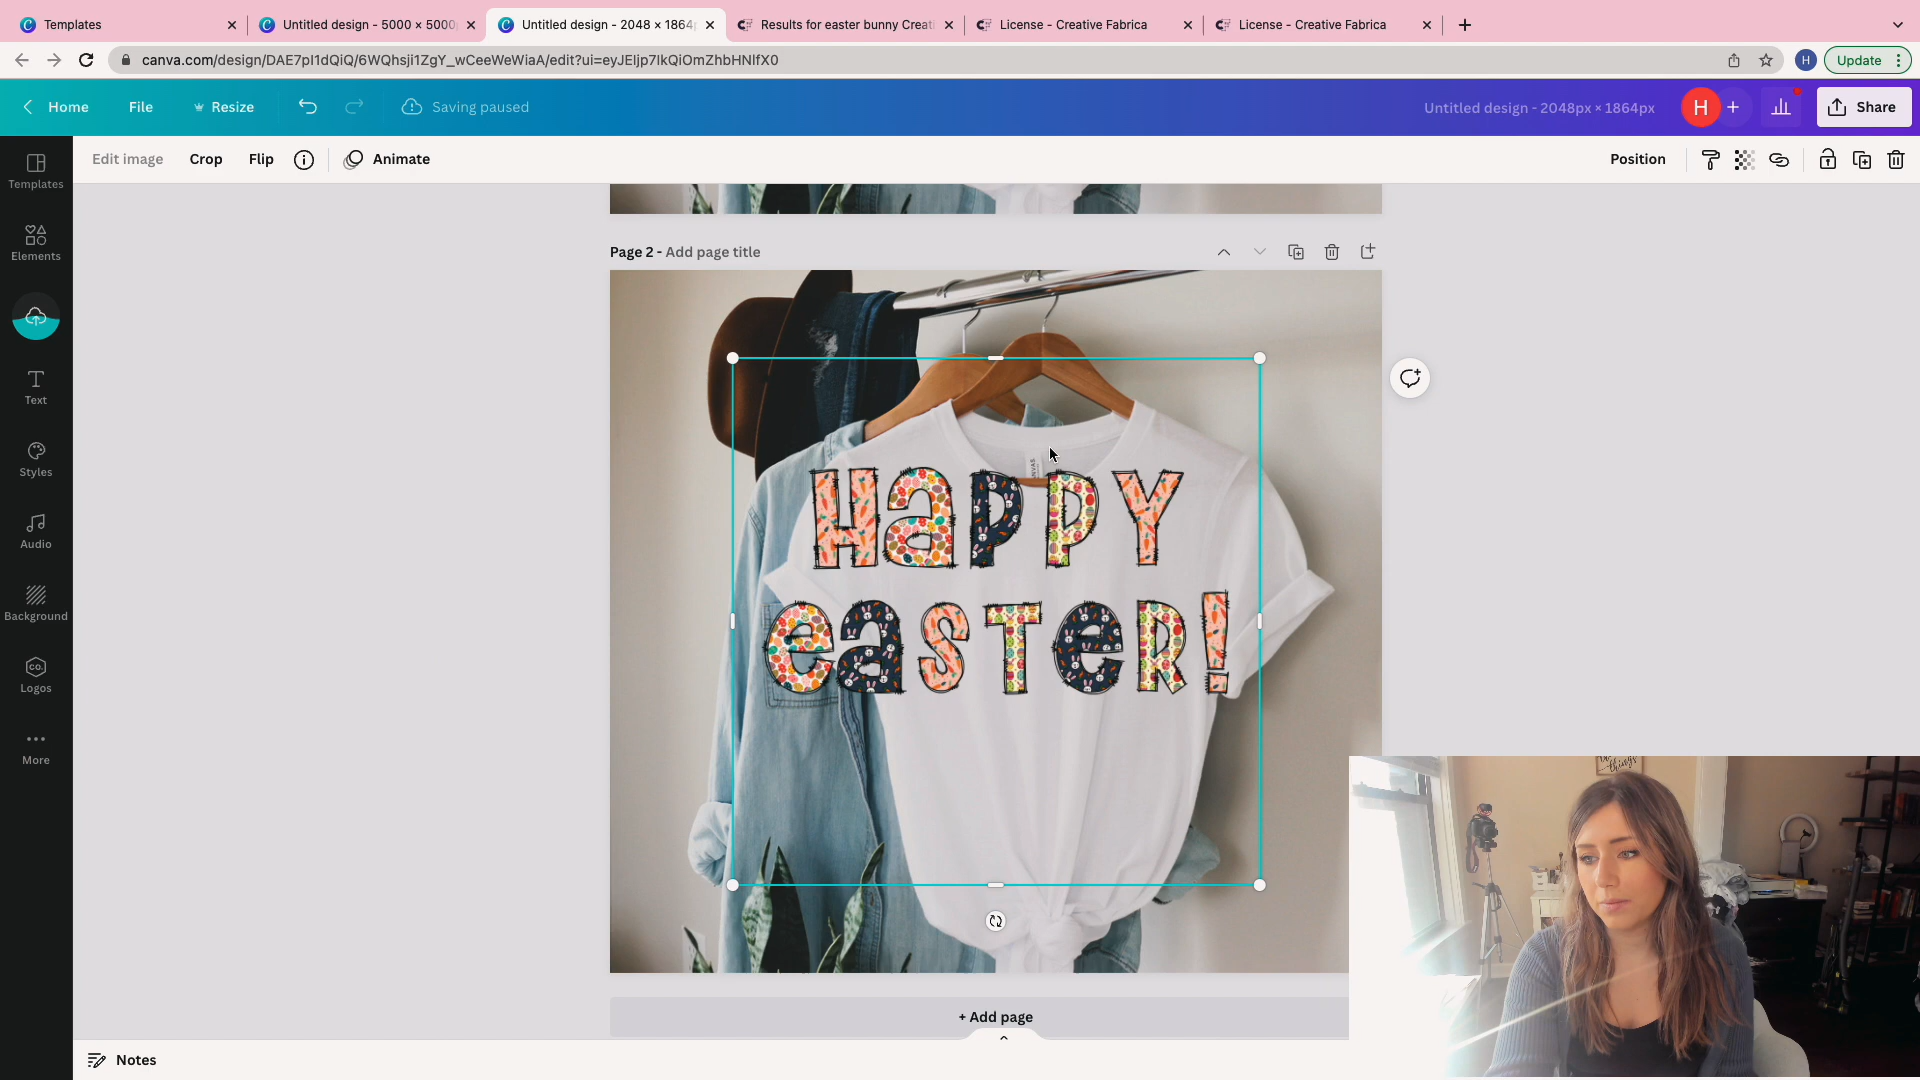 Templates
Untitled design - 5000 × 5000
Untitled design - 2048 × 1864
Results for easter bunny Creati
License - Creative Fabrica
License - Creative Fabrica
canva.com/design/DAE7pI1dQiQ/6WQhsji1ZgY_wCeeWeWiaA/edit?ui=eyJEIjp7IkQiOmZhbHNlfX0
H
Update
Home
File
Resize
Saving paused
Untitled design - 2048px × 1864px
H
Share
Edit image
Crop
Flip
Animate
Position
Templates
Elements
Text
Styles
Audio
Background
CO.
Logos
More
Page 2 - Add page title
HaPPY
easTeR!
things
+ Add page
Notes